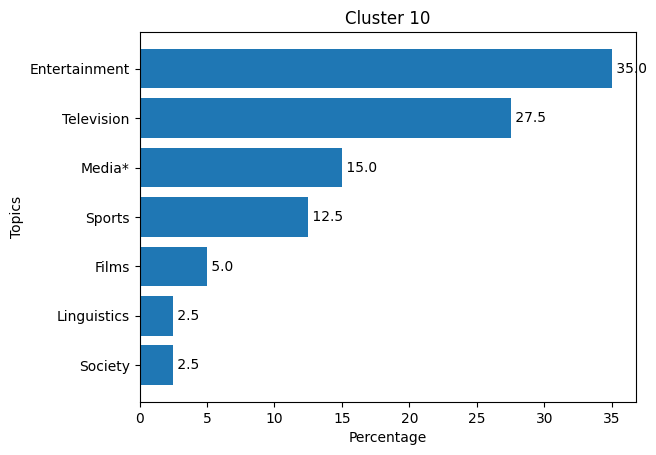 Cluster 10
Topics
Entertainment 35.0
Television 27.5
Media* 15.0
Sports 12.5
Films 5.0
Linguistics 2.5
Society 2.5
0 5 10 15 20 25 30 35
Percentage